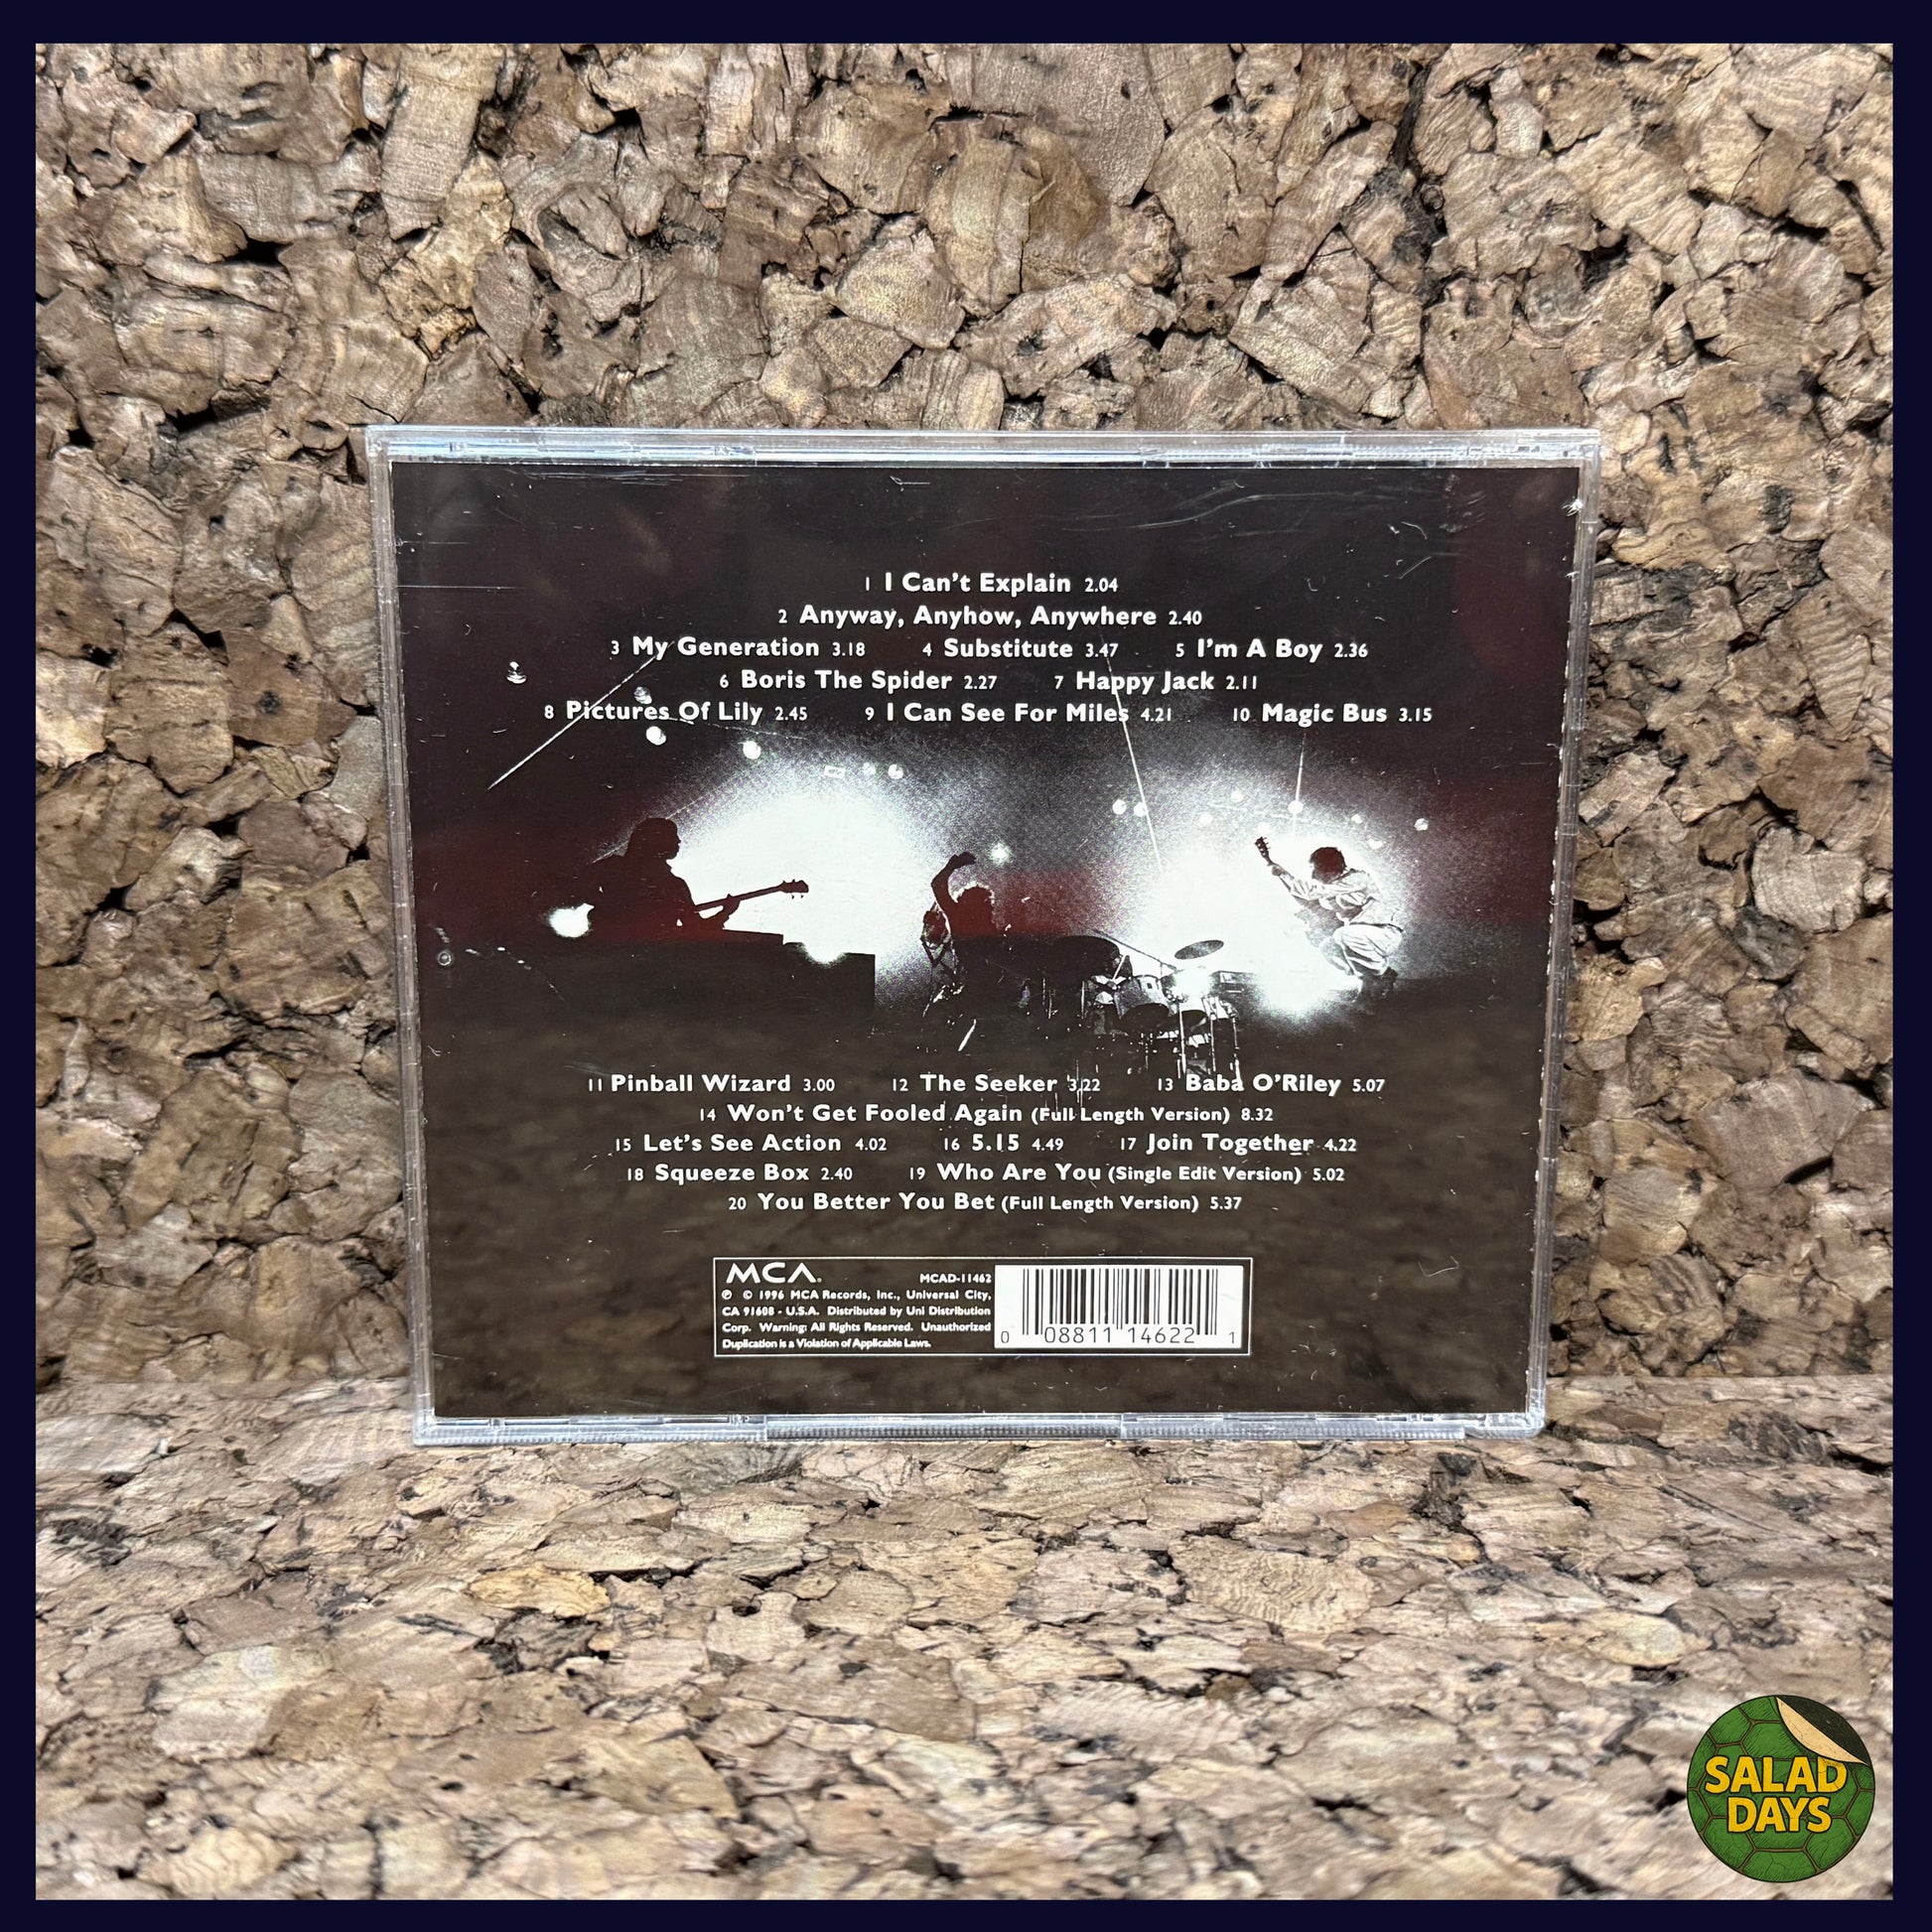 1 I Can't Explain 2.04
2 Anyway, Anyhow, Anywhere 2.40
3 My Generation 3.18 4 Substitute 3.47 5 I'm A Boy 2.36
6 Boris The Spider 2.27 7 Happy Jack 2.11
8 Pictures Of Lily 2.45 9 I Can See For Miles 4.21 10 Magic Bus 3.15
11 Pinball Wizard 3.00 12 The Seeker 3.22 13 Baba O'Riley 5.07
14 Won't Get Fooled Again (Full Length Version) 8.32
15 Let's See Action 4.02 16 5.15 4.49 17 Join Together 4.22
18 Squeeze Box 2.40 19 Who Are You (Single Edit Version) 5.02
20 You Better You Bet (Full Length Version) 5.37
MCA. MCAD-11462
℗ © 1996 MCA Records, Inc., Universal City,
CA 91608 - U.S.A. Distributed by Uni Distribution
Corp. Warning: All Rights Reserved. Unauthorized
Duplication is a Violation of Applicable Laws.
0 08811 14622 1
SALAD
DAYS